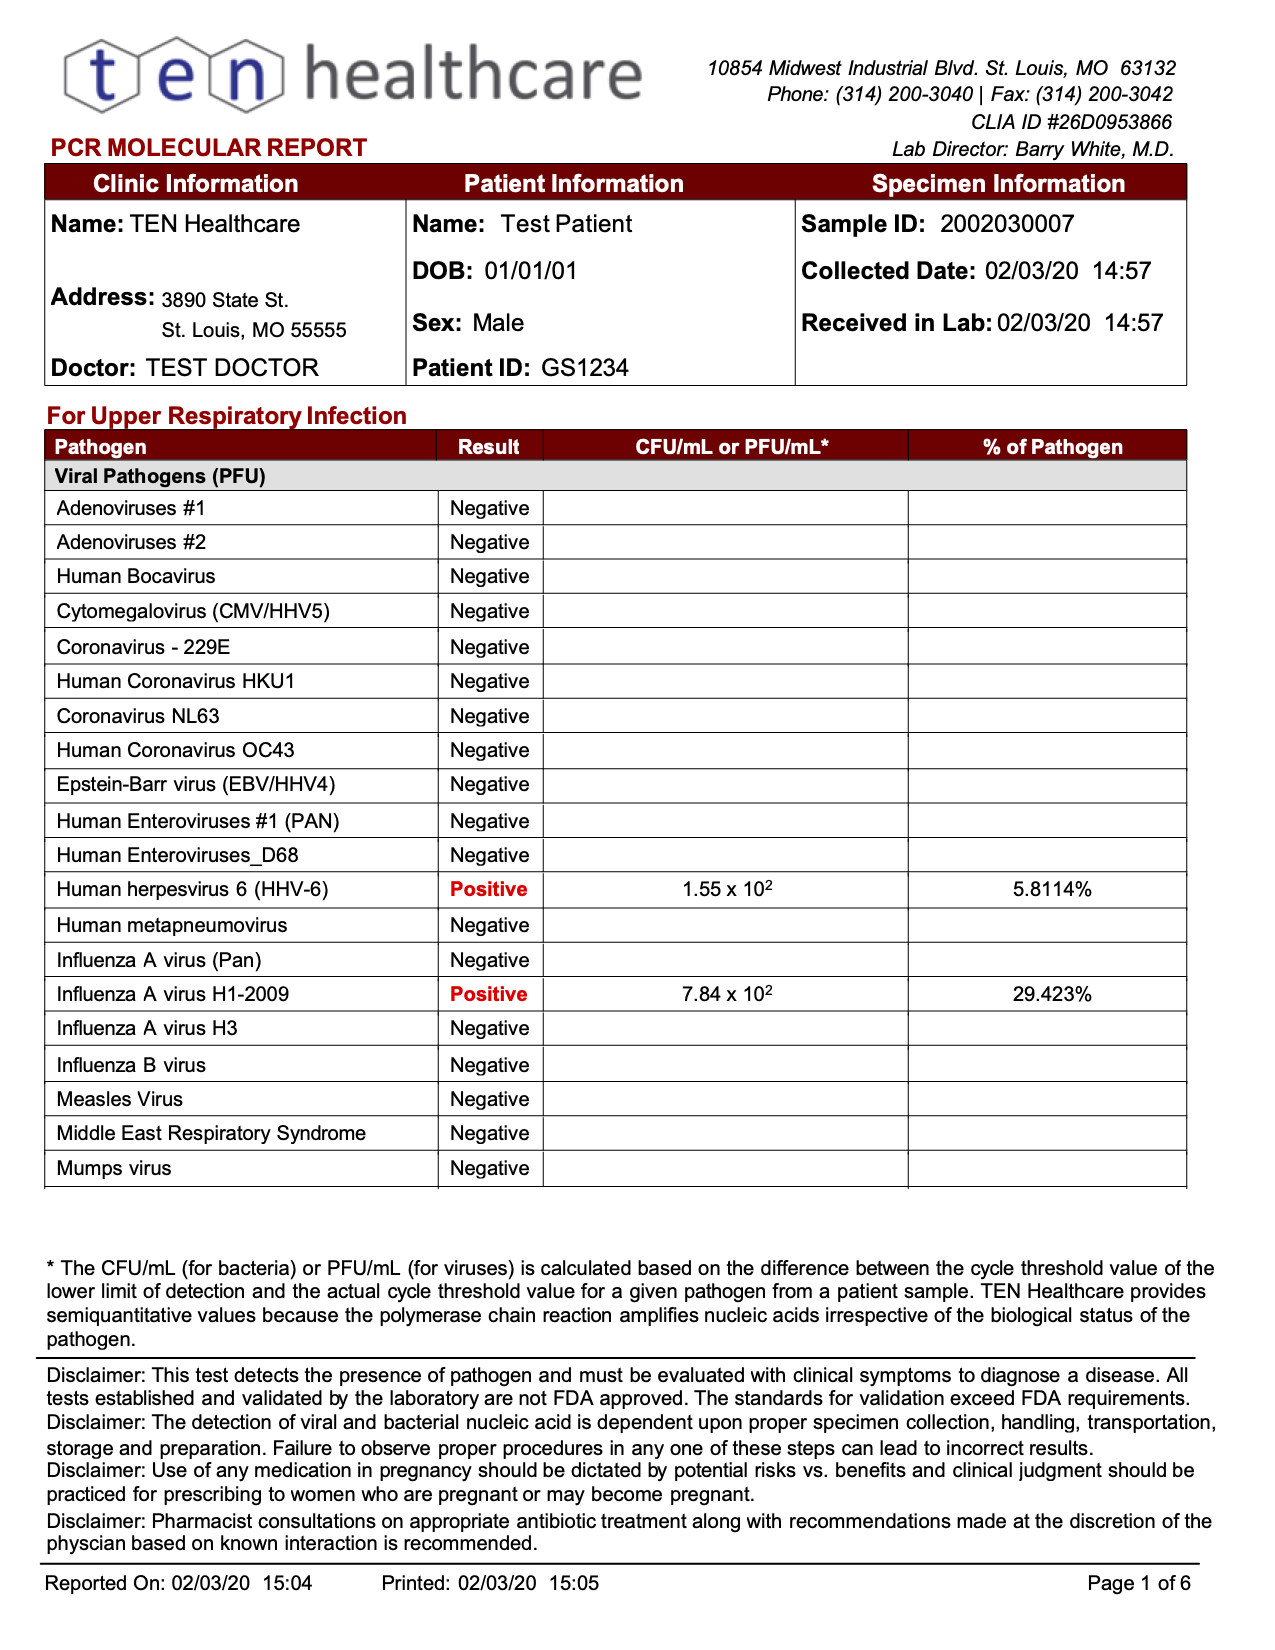 ten healthcare
10854 Midwest Industrial Blvd. St. Louis, MO 63132
Phone: (314) 200-3040 | Fax: (314) 200-3042
CLIA ID #26D0953866
PCR MOLECULAR REPORT
Lab Director: Barry White, M.D.
Clinic Information Patient Information Specimen Information
Name: TEN Healthcare Name: Test Patient Sample ID: 2002030007
DOB: 01/01/01 Collected Date: 02/03/20 14:57
Address: 3890 State St.
St. Louis, MO 55555 Sex: Male Received in Lab: 02/03/20 14:57
Doctor: TEST DOCTOR Patient ID: GS1234
For Upper Respiratory Infection
Pathogen Result CFU/mL or PFU/mL* % of Pathogen
Viral Pathogens (PFU)
Adenoviruses #1 Negative
Adenoviruses #2 Negative
Human Bocavirus Negative
Cytomegalovirus (CMV/HHV5) Negative
Coronavirus - 229E Negative
Human Coronavirus HKU1 Negative
Coronavirus NL63 Negative
Human Coronavirus OC43 Negative
Epstein-Barr virus (EBV/HHV4) Negative
Human Enteroviruses #1 (PAN) Negative
Human Enteroviruses_D68 Negative
Human herpesvirus 6 (HHV-6) Positive 1.55 x 10² 5.8114%
Human metapneumovirus Negative
Influenza A virus (Pan) Negative
Influenza A virus H1-2009 Positive 7.84 x 10² 29.423%
Influenza A virus H3 Negative
Influenza B virus Negative
Measles Virus Negative
Middle East Respiratory Syndrome Negative
Mumps virus Negative
* The CFU/mL (for bacteria) or PFU/mL (for viruses) is calculated based on the difference between the cycle threshold value of the
lower limit of detection and the actual cycle threshold value for a given pathogen from a patient sample. TEN Healthcare provides
semiquantitative values because the polymerase chain reaction amplifies nucleic acids irrespective of the biological status of the
pathogen.
Disclaimer: This test detects the presence of pathogen and must be evaluated with clinical symptoms to diagnose a disease. All
tests established and validated by the laboratory are not FDA approved. The standards for validation exceed FDA requirements.
Disclaimer: The detection of viral and bacterial nucleic acid is dependent upon proper specimen collection, handling, transportation,
storage and preparation. Failure to observe proper procedures in any one of these steps can lead to incorrect results.
Disclaimer: Use of any medication in pregnancy should be dictated by potential risks vs. benefits and clinical judgment should be
practiced for prescribing to women who are pregnant or may become pregnant.
Disclaimer: Pharmacist consultations on appropriate antibiotic treatment along with recommendations made at the discretion of the
physcian based on known interaction is recommended.
Reported On: 02/03/20 15:04 Printed: 02/03/20 15:05 Page 1 of 6